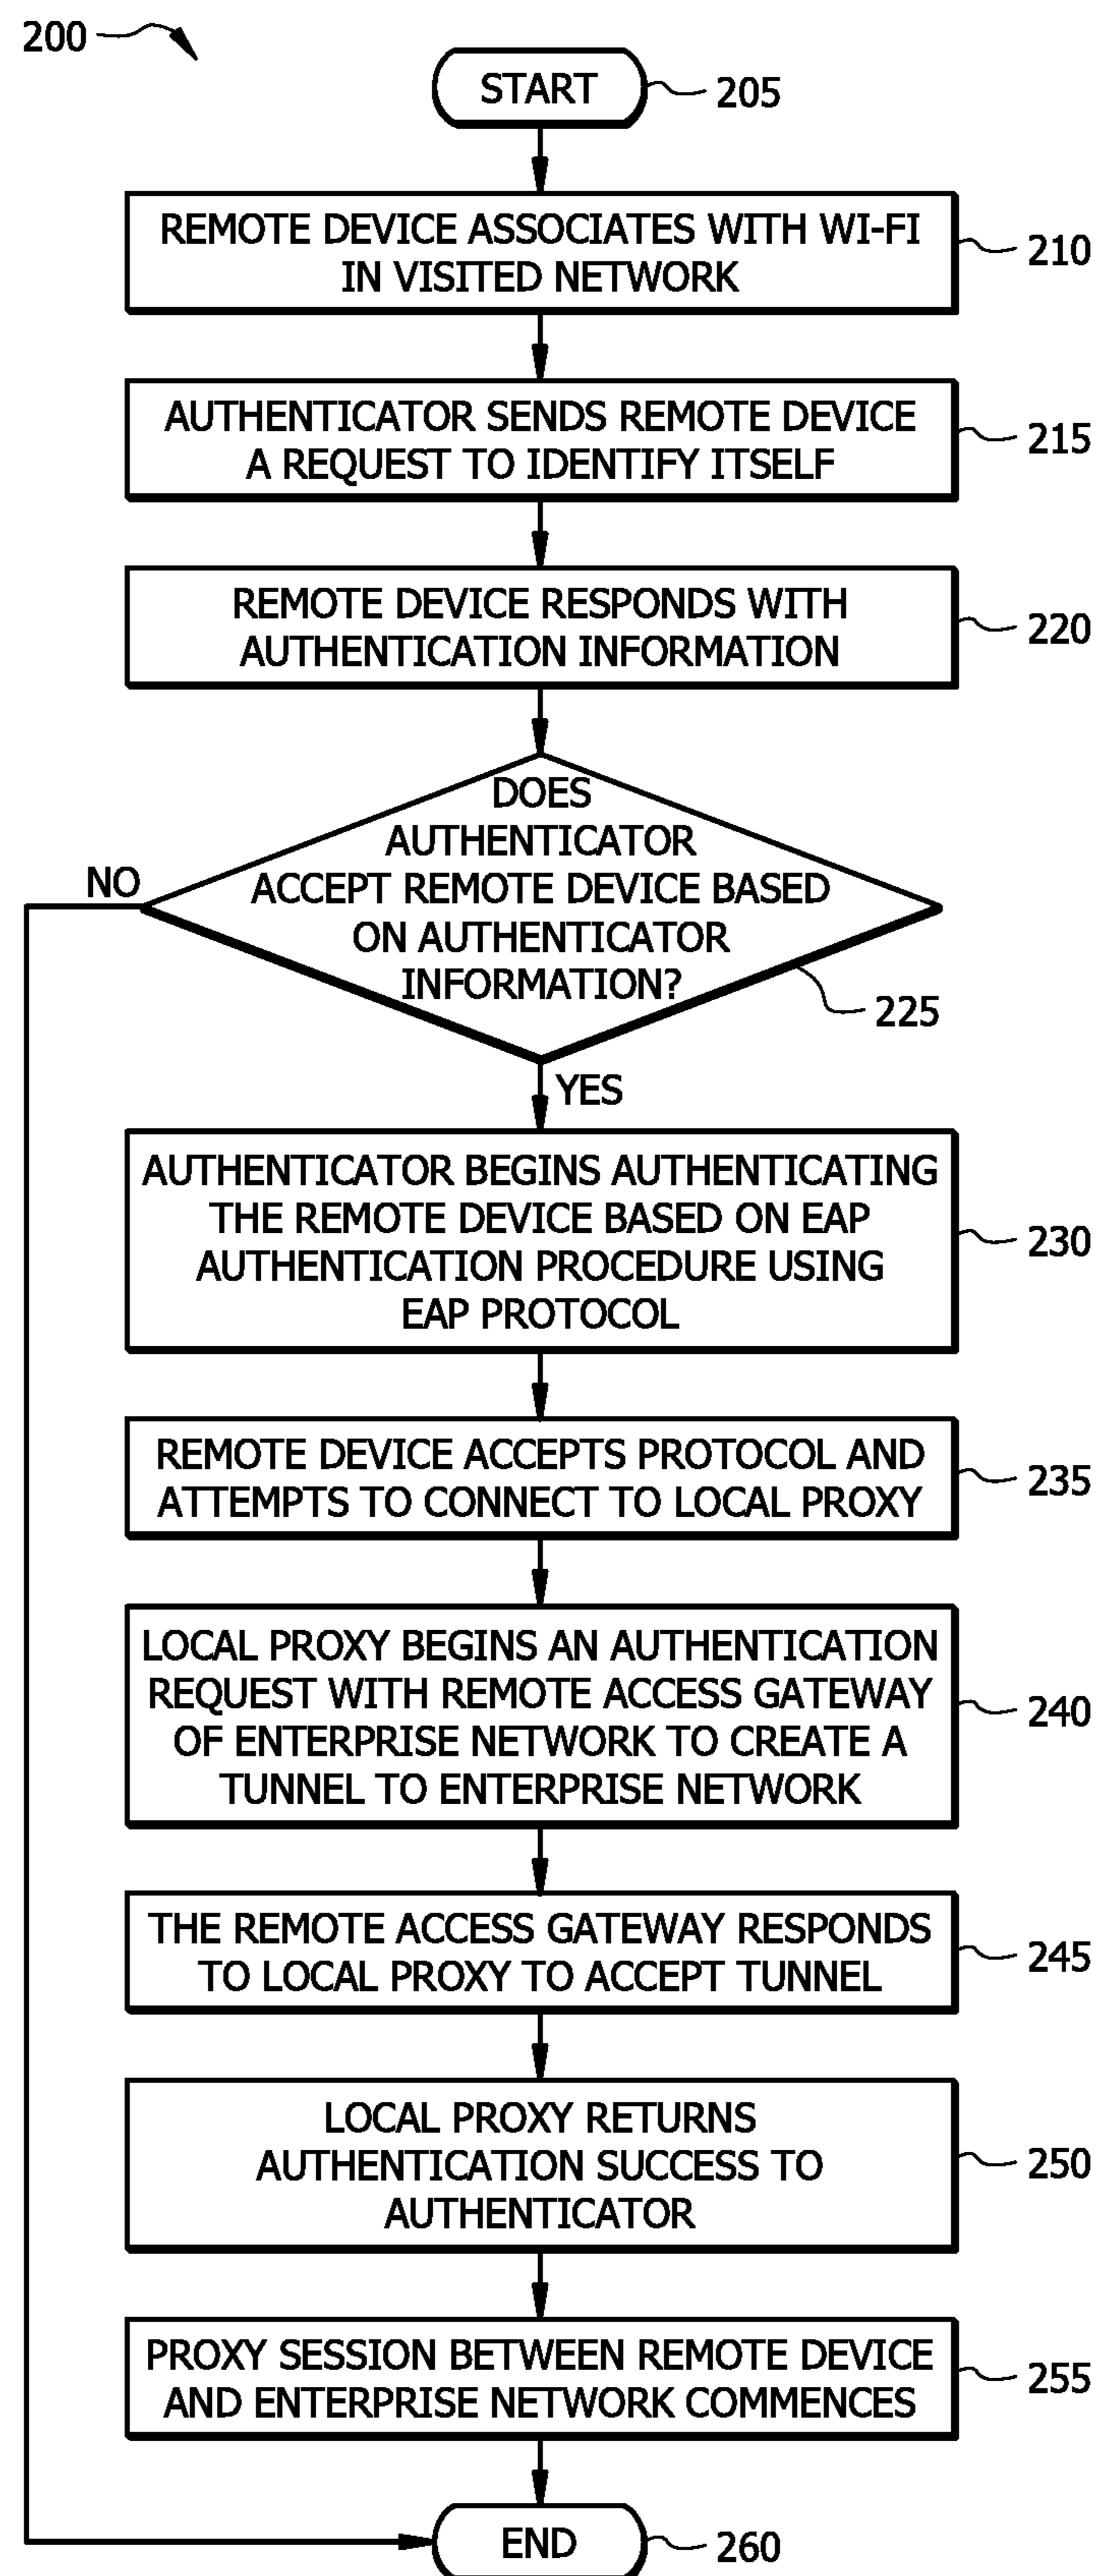 200
START
205
REMOTE DEVICE ASSOCIATES WITH WI-FI
IN VISITED NETWORK
210
AUTHENTICATOR SENDS REMOTE DEVICE
A REQUEST TO IDENTIFY ITSELF
215
REMOTE DEVICE RESPONDS WITH
AUTHENTICATION INFORMATION
220
DOES
AUTHENTICATOR
ACCEPT REMOTE DEVICE BASED
ON AUTHENTICATOR
INFORMATION?
NO
225
YES
AUTHENTICATOR BEGINS AUTHENTICATING
THE REMOTE DEVICE BASED ON EAP
AUTHENTICATION PROCEDURE USING
EAP PROTOCOL
230
REMOTE DEVICE ACCEPTS PROTOCOL AND
ATTEMPTS TO CONNECT TO LOCAL PROXY
235
LOCAL PROXY BEGINS AN AUTHENTICATION
REQUEST WITH REMOTE ACCESS GATEWAY
OF ENTERPRISE NETWORK TO CREATE A
TUNNEL TO ENTERPRISE NETWORK
240
THE REMOTE ACCESS GATEWAY RESPONDS
TO LOCAL PROXY TO ACCEPT TUNNEL
245
LOCAL PROXY RETURNS
AUTHENTICATION SUCCESS TO
AUTHENTICATOR
250
PROXY SESSION BETWEEN REMOTE DEVICE
AND ENTERPRISE NETWORK COMMENCES
255
END
260